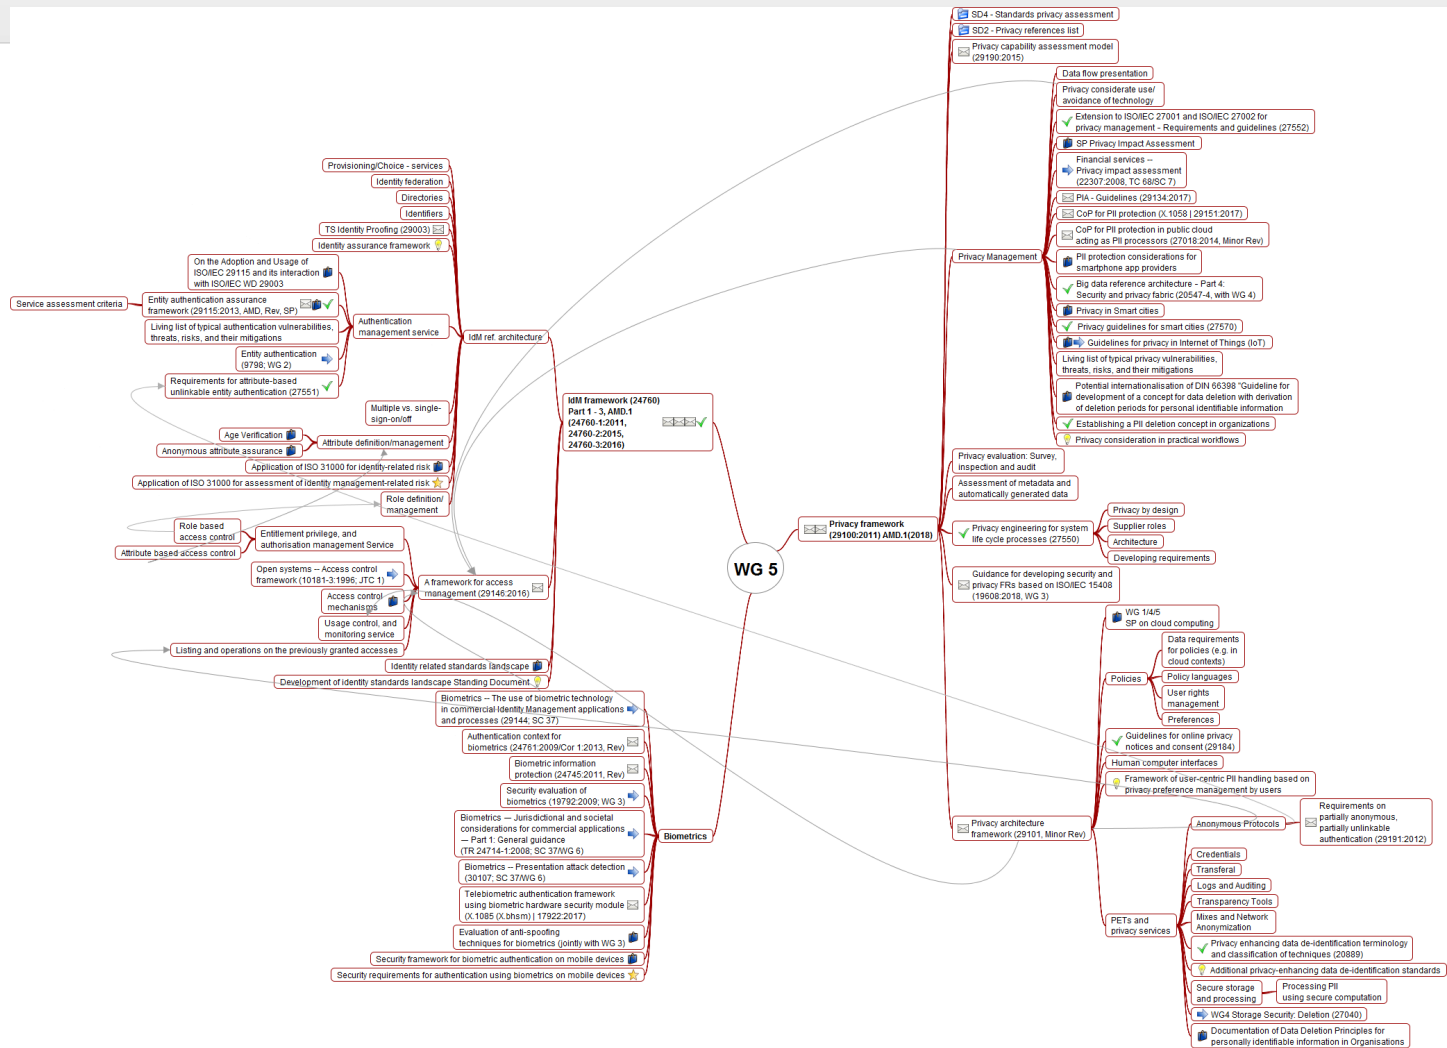 WG 5
IdM framework (24760)
Part 1 - 3, AMD.1
(24760-1:2011,
24760-2:2015,
24760-3:2016)
IdM ref. architecture
Provisioning/Choice - services
Identity federation
Directories
Identifiers
TS Identity Proofing (29003)
Identity assurance framework
Authentication
management service
On the Adoption and Usage of
ISO/IEC 29115 and its interaction
with ISO/IEC WD 29003
Entity authentication assurance
framework (29115:2013, AMD, Rev, SP)
Service assessment criteria
Living list of typical authentication vulnerabilities,
threats, risks, and their mitigations
Entity authentication
(9798; WG 2)
Requirements for attribute-based
unlinkable entity authentication (27551)
Multiple vs. single-
sign-on/off
Attribute definition/management
Age Verification
Anonymous attribute assurance
Application of ISO 31000 for identity-related risk
Application of ISO 31000 for assessment of identity management-related risk
Role definition/
management
A framework for access
management (29146:2016)
Entitlement privilege, and
authorisation management Service
Role based
access control
Attribute based access control
Open systems -- Access control
framework (10181-3:1996; JTC 1)
Access control
mechanisms
Usage control, and
monitoring service
Listing and operations on the previously granted accesses
Identity related standards landscape
Development of identity standards landscape Standing Document
Biometrics
Biometrics -- The use of biometric technology
in commercial Identity Management applications
and processes (29144; SC 37)
Authentication context for
biometrics (24761:2009/Cor 1:2013, Rev)
Biometric information
protection (24745:2011, Rev)
Security evaluation of
biometrics (19792:2009; WG 3)
Biometrics — Jurisdictional and societal
considerations for commercial applications
— Part 1: General guidance
(TR 24714-1:2008; SC 37/WG 6)
Biometrics -- Presentation attack detection
(30107; SC 37/WG 6)
Telebiometric authentication framework
using biometric hardware security module
(X.1085 (X.bhsm) | 17922:2017)
Evaluation of anti-spoofing
techniques for biometrics (jointly with WG 3)
Security framework for biometric authentication on mobile devices
Security requirements for authentication using biometrics on mobile devices
Privacy framework
(29100:2011) AMD.1(2018)
SD4 - Standards privacy assessment
SD2 - Privacy references list
Privacy capability assessment model
(29190:2015)
Privacy Management
Data flow presentation
Privacy considerate use/
avoidance of technology
Extension to ISO/IEC 27001 and ISO/IEC 27002 for
privacy management - Requirements and guidelines (27552)
SP Privacy Impact Assessment
Financial services --
Privacy impact assessment
(22307:2008, TC 68/SC 7)
PIA - Guidelines (29134:2017)
CoP for PII protection (X.1058 | 29151:2017)
CoP for PII protection in public cloud
acting as PII processors (27018:2014, Minor Rev)
PII protection considerations for
smartphone app providers
Big data reference architecture - Part 4:
Security and privacy fabric (20547-4, with WG 4)
Privacy in Smart cities
Privacy guidelines for smart cities (27570)
Guidelines for privacy in Internet of Things (IoT)
Living list of typical privacy vulnerabilities,
threats, risks, and their mitigations
Potential internationalisation of DIN 66398 "Guideline for
development of a concept for data deletion with derivation
of deletion periods for personal identifiable information
Establishing a PII deletion concept in organizations
Privacy consideration in practical workflows
Privacy evaluation: Survey,
inspection and audit
Assessment of metadata and
automatically generated data
Privacy engineering for system
life cycle processes (27550)
Privacy by design
Supplier roles
Architecture
Developing requirements
Guidance for developing security and
privacy FRs based on ISO/IEC 15408
(19608:2018, WG 3)
Privacy architecture
framework (29101, Minor Rev)
WG 1/4/5
SP on cloud computing
Policies
Data requirements
for policies (e.g. in
cloud contexts)
Policy languages
User rights
management
Preferences
Guidelines for online privacy
notices and consent (29184)
Human computer interfaces
Framework of user-centric PII handling based on
privacy preference management by users
PETs and
privacy services
Anonymous Protocols
Requirements on
partially anonymous,
partially unlinkable
authentication (29191:2012)
Credentials
Transferal
Logs and Auditing
Transparency Tools
Mixes and Network
Anonymization
Privacy enhancing data de-identification terminology
and classification of techniques (20889)
Additional privacy-enhancing data de-identification standards
Secure storage
and processing
Processing PII
using secure computation
WG4 Storage Security: Deletion (27040)
Documentation of Data Deletion Principles for
personally identifiable information in Organisations